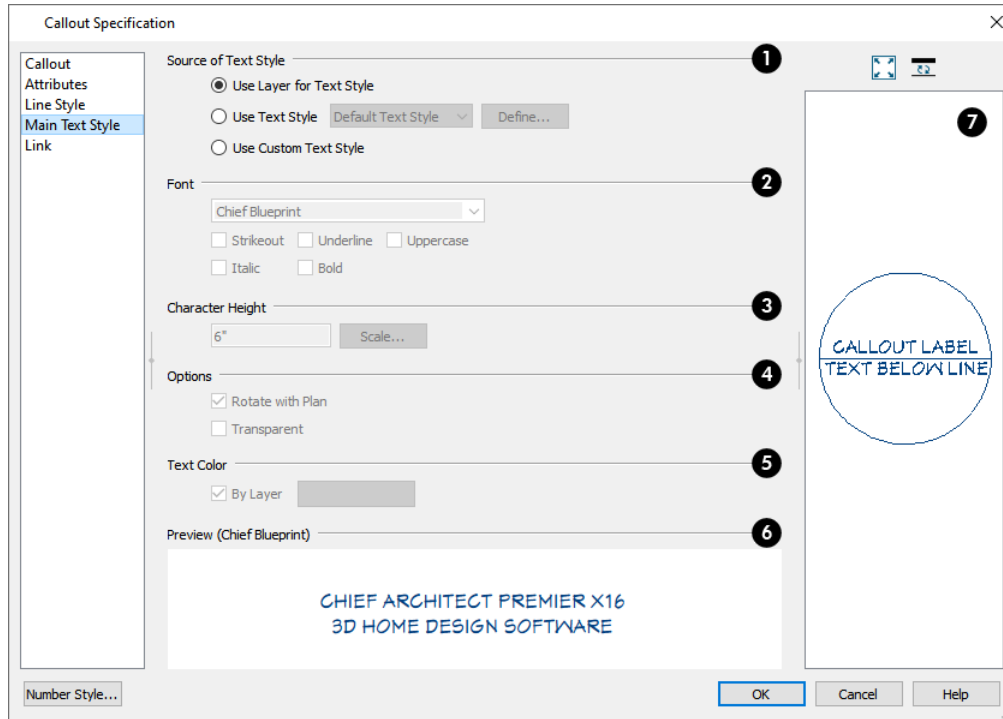 Callout Specification
Callout
Attributes
Line Style
Main Text Style
Link
Source of Text Style 1
Use Layer for Text Style
Use Text Style Default Text Style Define...
Use Custom Text Style
Font 2
Chief Blueprint
Strikeout Underline Uppercase
Italic Bold
Character Height 3
6" Scale...
Options 4
Rotate with Plan
Transparent
Text Color 5
By Layer
Preview (Chief Blueprint) 6
CHIEF ARCHITECT PREMIER X16
3D HOME DESIGN SOFTWARE
7
CALLOUT LABEL
TEXT BELOW LINE
Number Style... OK Cancel Help